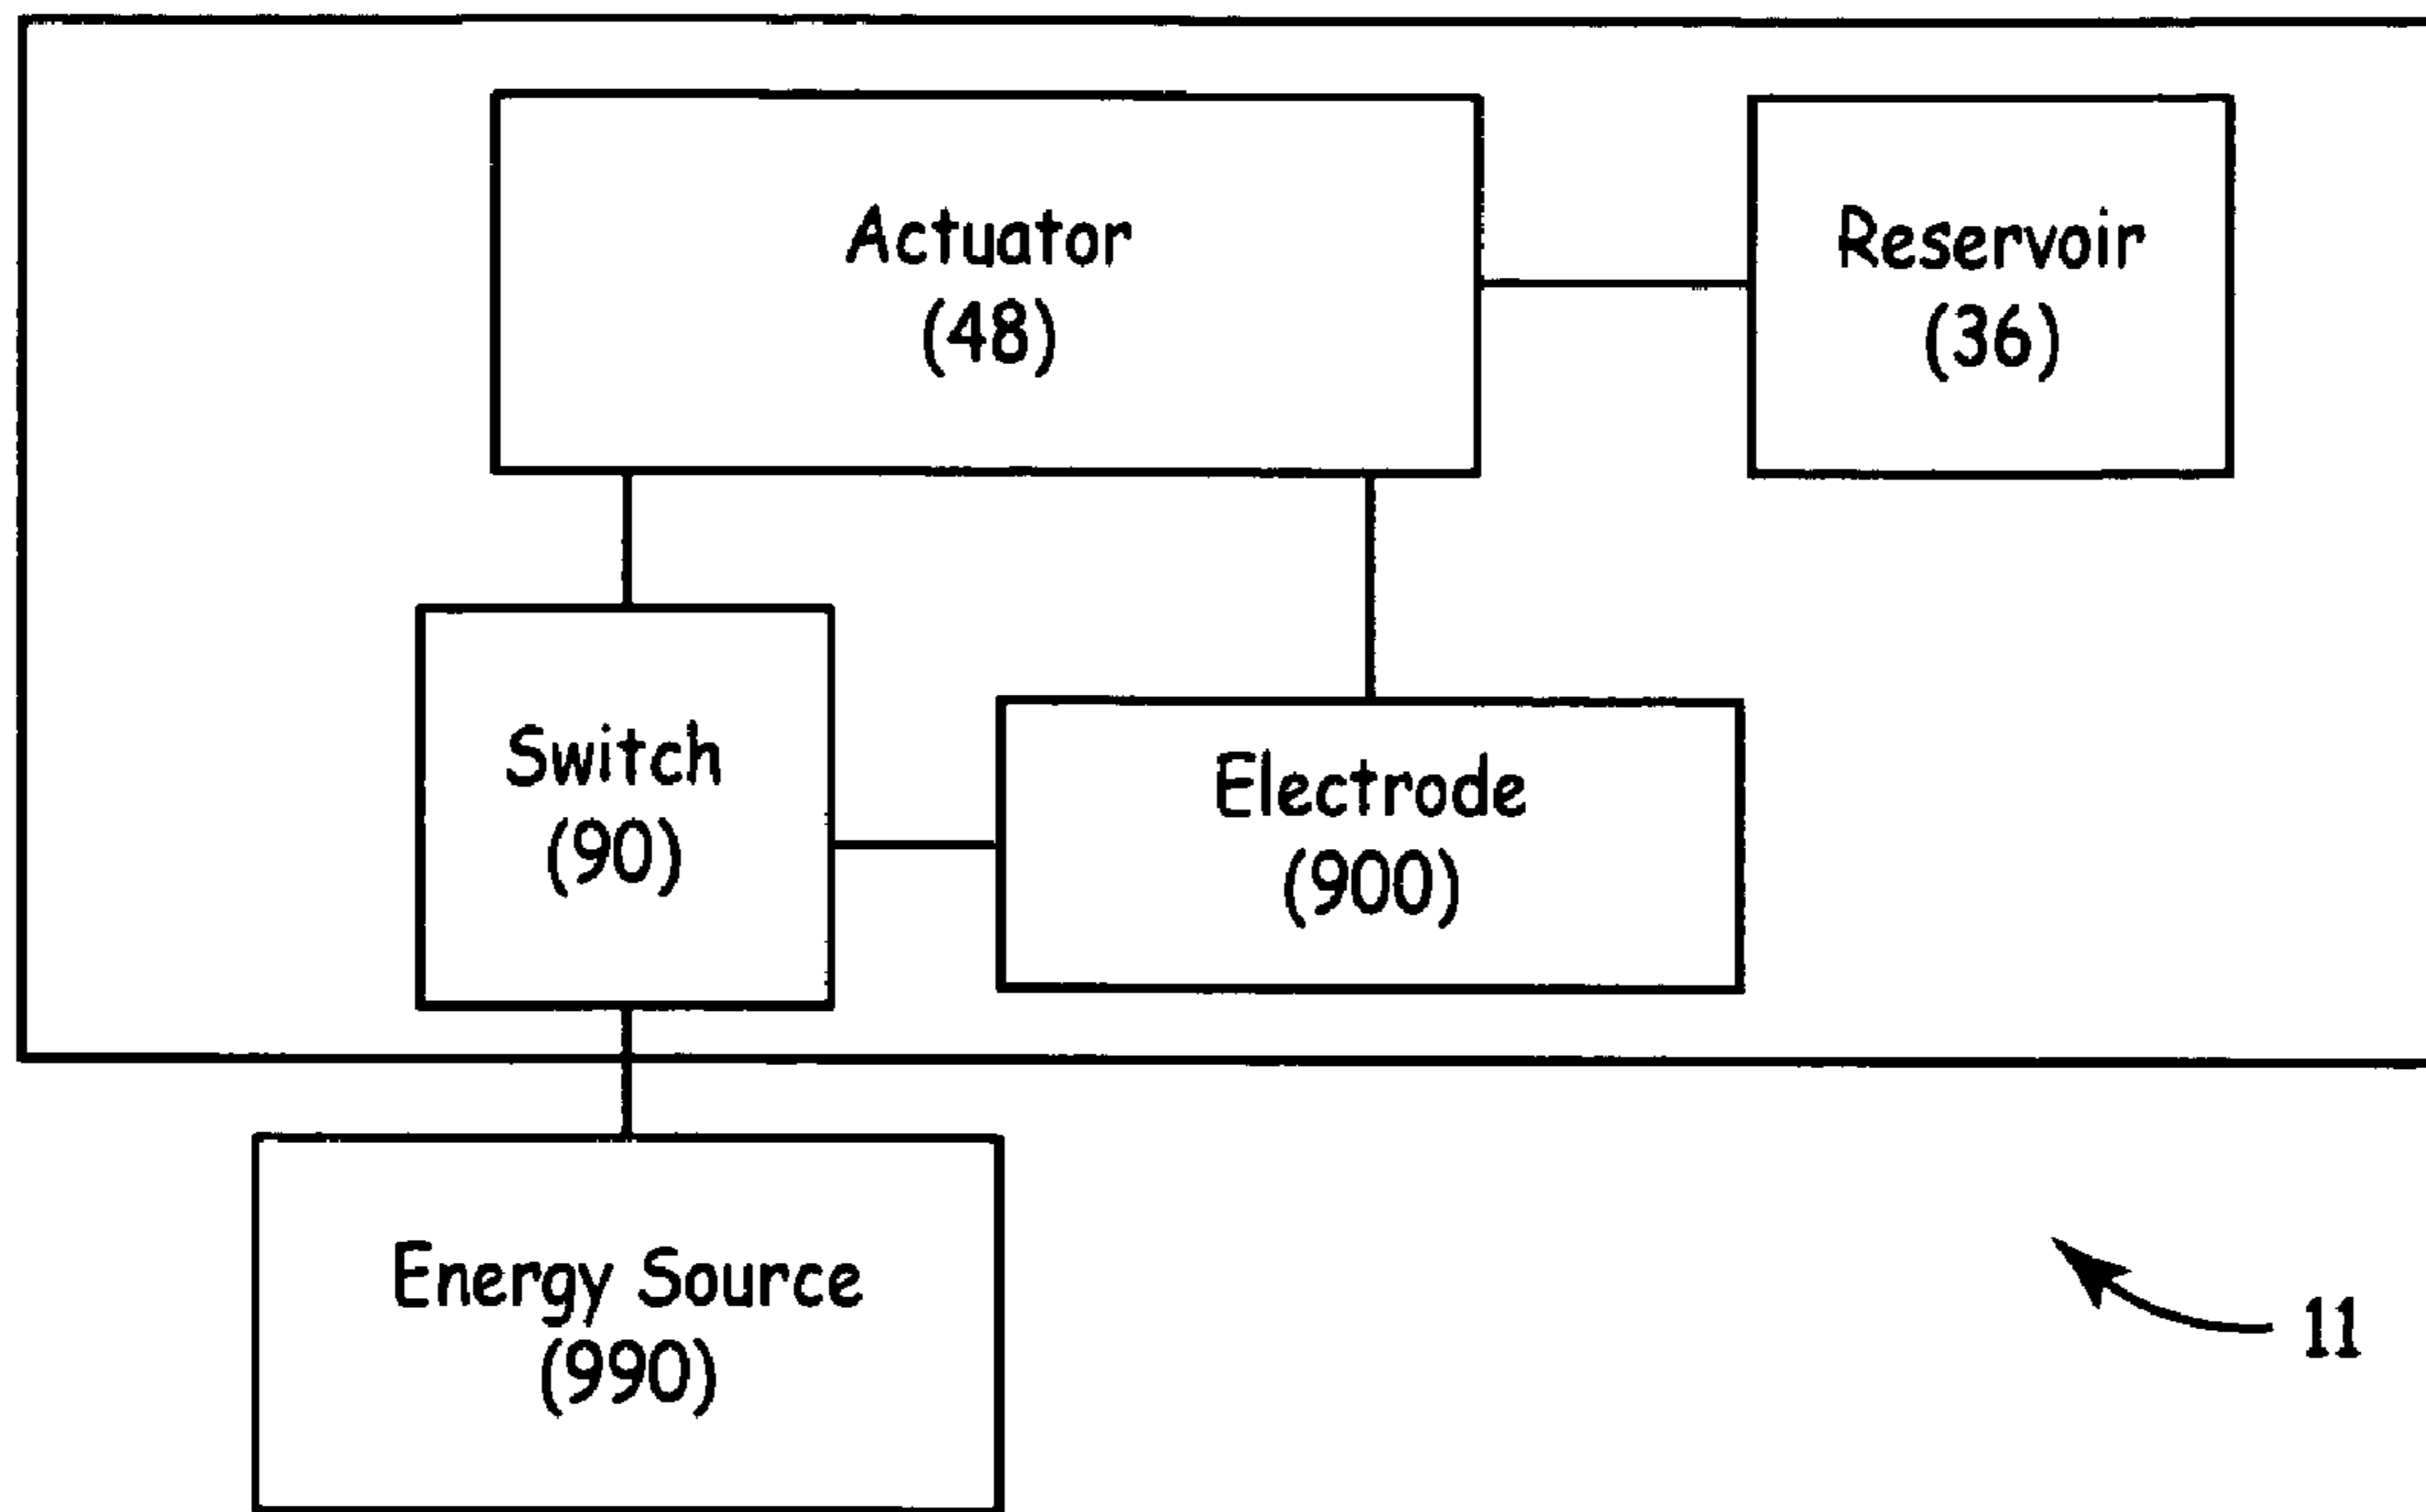 Actuator
(48)
Reservoir
(36)
Switch
(90)
Electrode
(900)
Energy Source
(990)
11